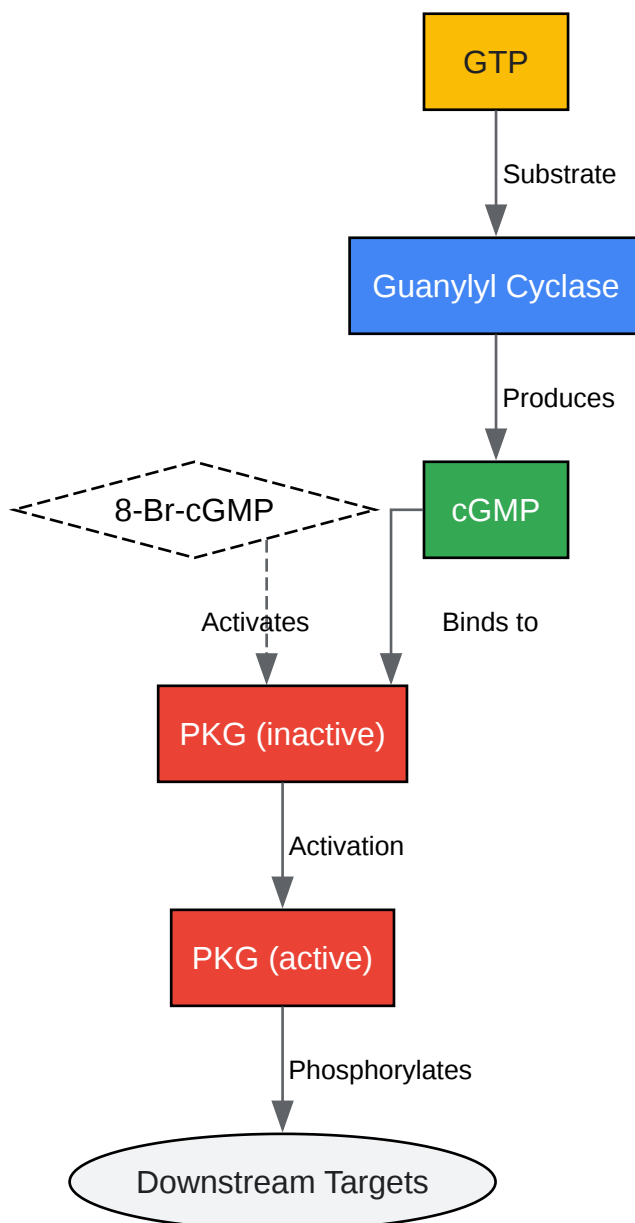 GTP
Substrate
Guanylyl Cyclase
Produces
8-Br-cGMP
cGMP
Activates
Binds to
PKG (inactive)
Activation
PKG (active)
Phosphorylates
Downstream Targets